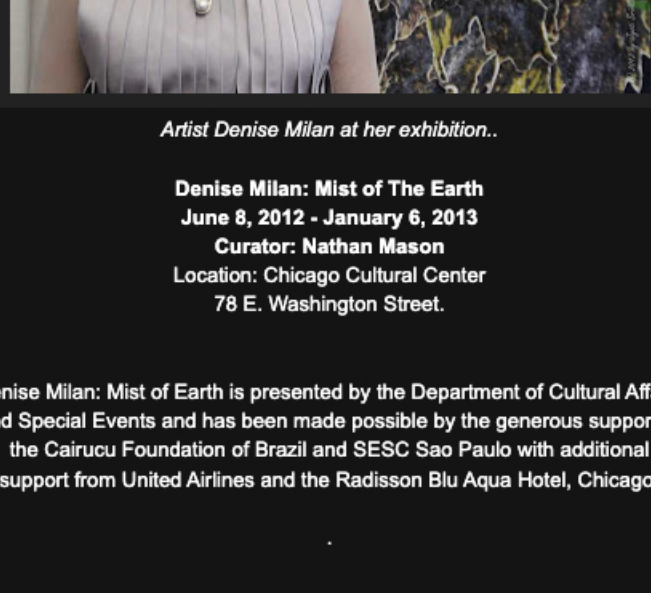 Artist Denise Milan at her exhibition..
Denise Milan: Mist of The Earth
June 8, 2012 - January 6, 2013
Curator: Nathan Mason
Location: Chicago Cultural Center
78 E. Washington Street.
nise Milan: Mist of Earth is presented by the Department of Cultural Aff
d Special Events and has been made possible by the generous suppor
the Cairucu Foundation of Brazil and SESC Sao Paulo with additional
support from United Airlines and the Radisson Blu Aqua Hotel, Chicago
.